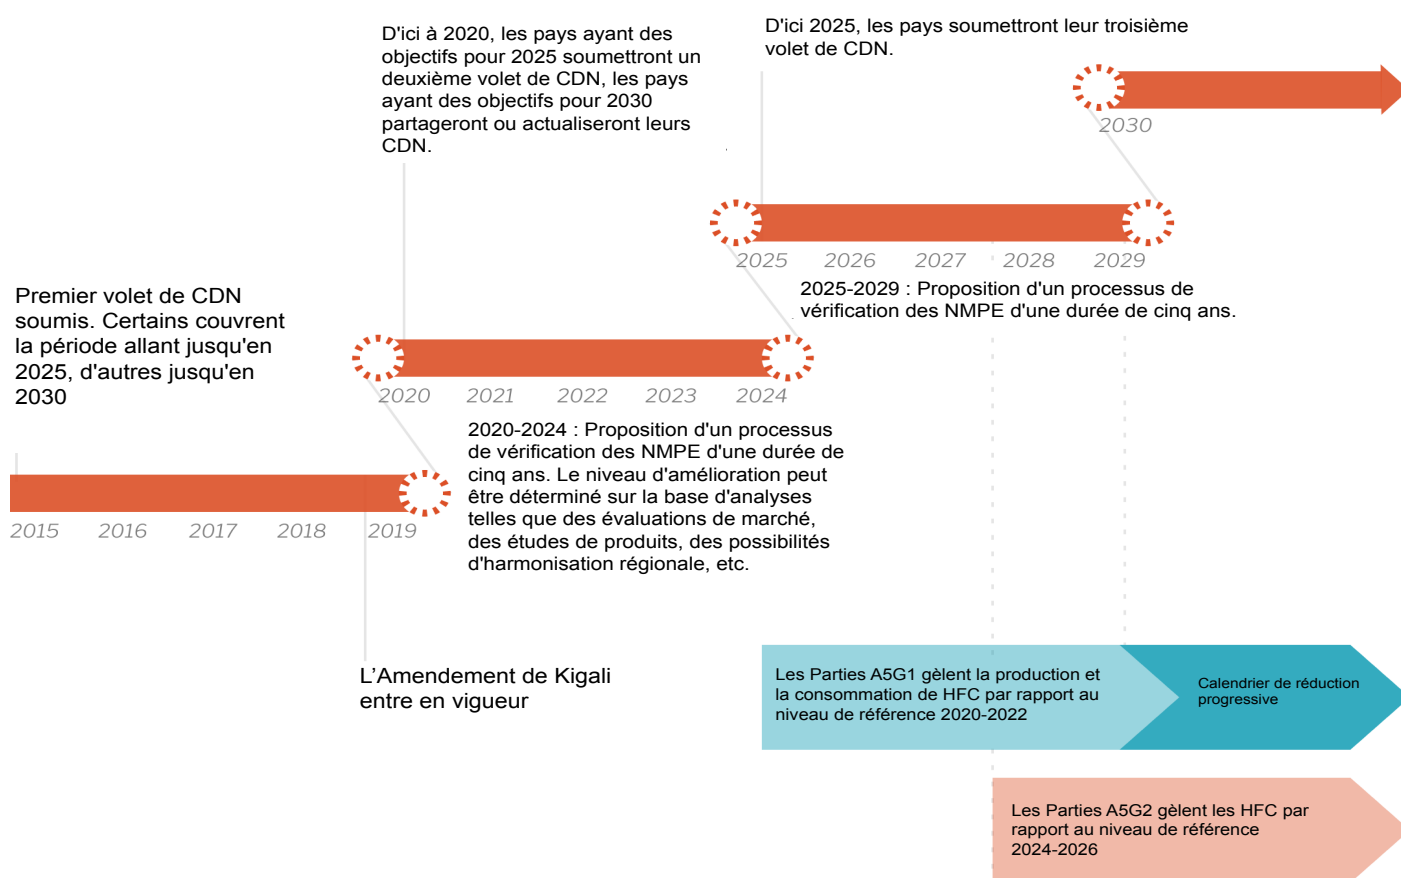 D'ici à 2020, les pays ayant des
objectifs pour 2025 soumettront un
deuxième volet de CDN, les pays
ayant des objectifs pour 2030
partageront ou actualiseront leurs
CDN.
D'ici 2025, les pays soumettront leur troisième
volet de CDN.
2030
2025 2026 2027 2028 2029
2025-2029 : Proposition d'un processus de
vérification des NMPE d'une durée de cinq ans.
Premier volet de CDN
soumis. Certains couvrent
la période allant jusqu'en
2025, d'autres jusqu'en
2030
2020 2021 2022 2023 2024
2020-2024 : Proposition d'un processus
de vérification des NMPE d'une durée de
cinq ans. Le niveau d'amélioration peut
être déterminé sur la base d'analyses
telles que des évaluations de marché,
des études de produits, des possibilités
d'harmonisation régionale, etc.
2015 2016 2017 2018 2019
L'Amendement de Kigali
entre en vigueur
Les Parties A5G1 gèlent la production et
la consommation de HFC par rapport au
niveau de référence 2020-2022
Calendrier de réduction
progressive
Les Parties A5G2 gèlent les HFC par
rapport au niveau de référence
2024-2026